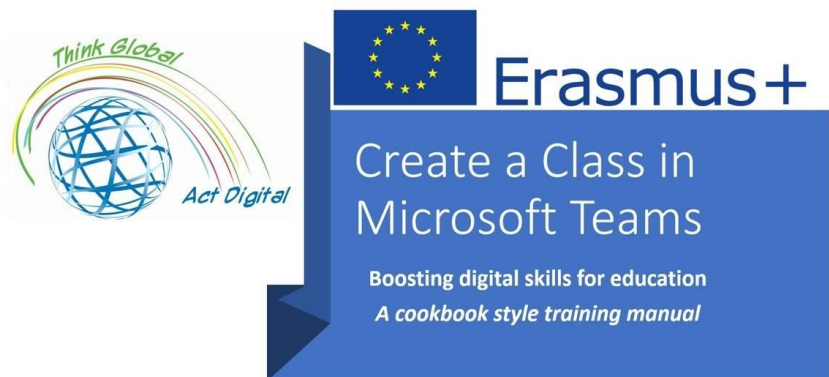 Think Global
Act Digital
Erasmus+
Create a Class in
Microsoft Teams
Boosting digital skills for education
A cookbook style training manual